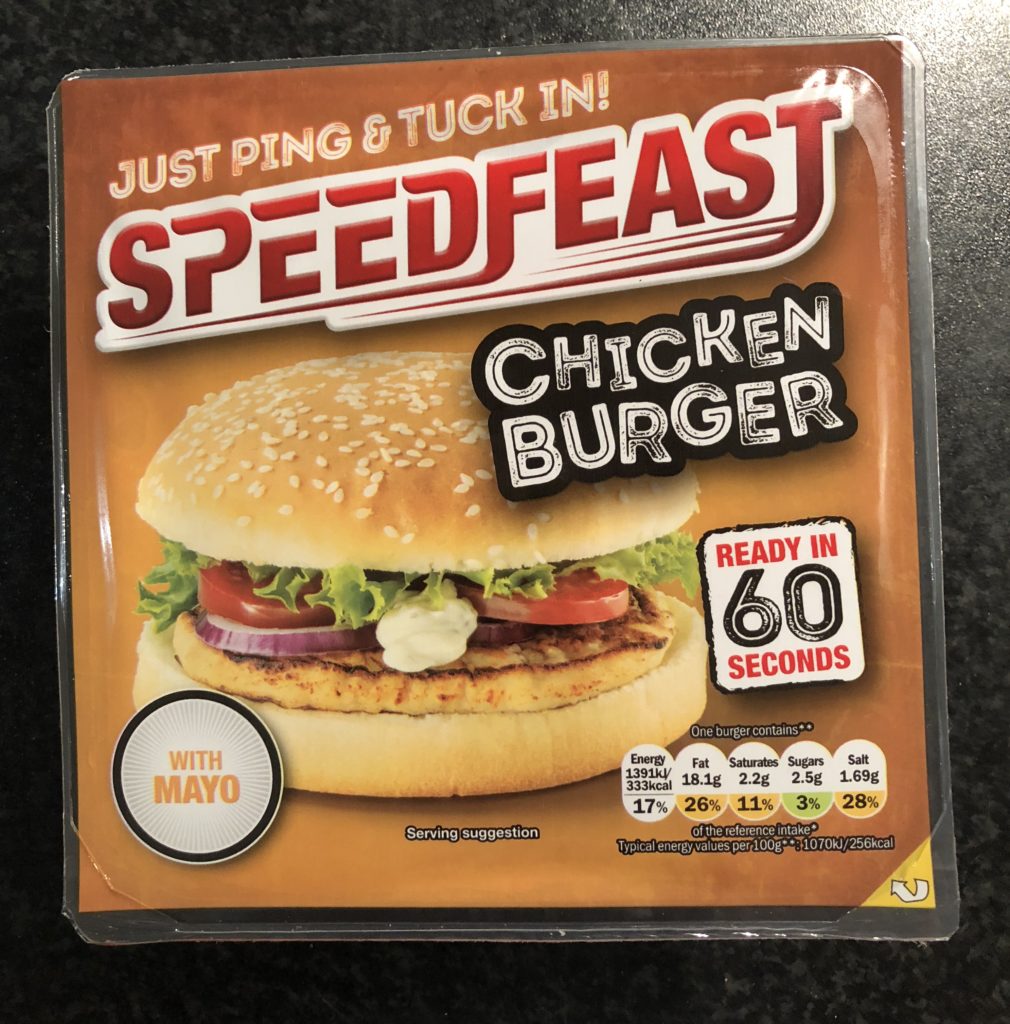 JUST PING & TUCK IN!
SPEEDFEAST
CHICKEN
BURGER
READY IN
60
SECONDS
WITH
MAYO
One burger contains**
Energy Fat Saturates Sugars Salt
1391kJ/ 18.1g 2.2g 2.5g 1.69g
333kcal
17% 26% 11% 3% 28%
of the reference intake*
Typical energy values per 100g**: 1070kJ/256kcal
Serving suggestion